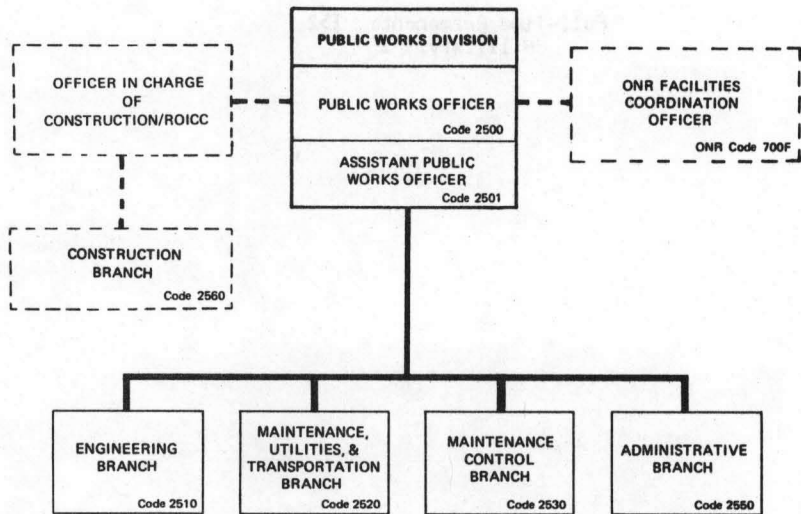 PUBLIC WORKS DIVISION
OFFICER IN CHARGE
OF
CONSTRUCTION/ROICC
PUBLIC WORKS OFFICER
Code 2500
ONR FACILITIES
COORDINATION
OFFICER
ONR Code 700F
ASSISTANT PUBLIC
WORKS OFFICER
Code 2501
CONSTRUCTION
BRANCH
Code 2560
ENGINEERING
BRANCH
Code 2510
MAINTENANCE,
UTILITIES, &
TRANSPORTATION
BRANCH
Code 2520
MAINTENANCE
CONTROL
BRANCH
Code 2530
ADMINISTRATIVE
BRANCH
Code 2550